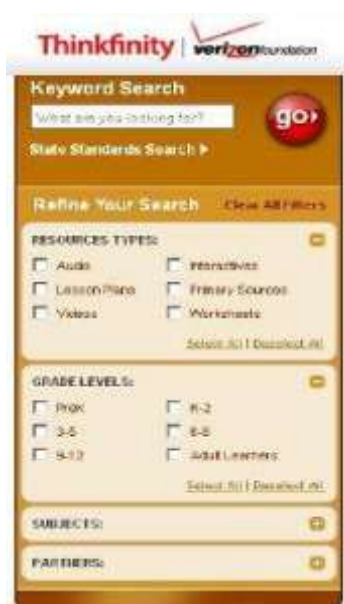 Thinkfinity | verizonfoundation
Keyword Search
What are you looking for?
go
State Standards Search
Refine Your Search Clear All Filters
RESOURCES TYPES:
Audio Interactives
Lesson Plans Primary Sources
Videos Worksheets
Select All | Deselect All
GRADE LEVELS:
PreK K-2
3-5 6-8
9-12 Adult Learners
Select All | Deselect All
SUBJECTS:
PARTNERS: